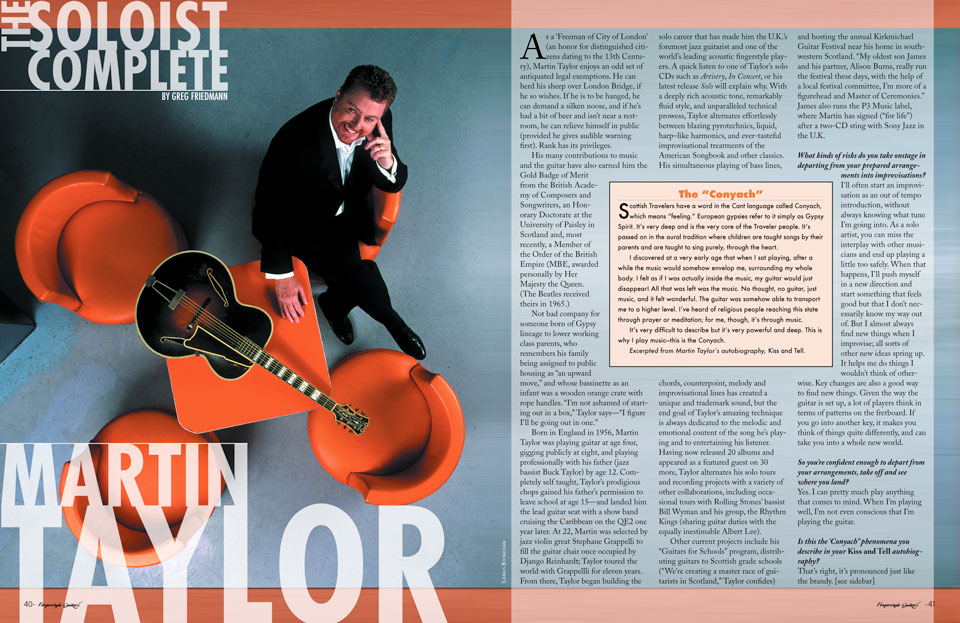 THE
SOLOIST
COMPLETE
BY GREG FRIEDMANN
MARTIN
TAYLOR
40- Fingerstyle Guitar
As a ‘Freeman of City of London’
(an honor for distinguished citi-
zens dating to the 13th Centu-
ry), Martin Taylor enjoys an odd set of
antiquated legal exemptions. He can
herd his sheep over London Bridge, if
he so wishes. If he is to be hanged, he
can demand a silken noose, and if he's
had a bit of beer and isn't near a rest-
room, he can relieve himself in public
(provided he gives audible warning
first). Rank has its privileges.
His many contributions to music
and the guitar have also earned him the
Gold Badge of Merit
from the British Acade-
my of Composers and
Songwriters, an Hon-
orary Doctorate at the
University of Paisley in
Scotland and, most
recently, a Member of
the Order of the British
Empire (MBE, awarded
personally by Her
Majesty the Queen.
(The Beatles received
theirs in 1965.)
Not bad company for
someone born of Gypsy
lineage to lower working
class parents, who
remembers his family
being assigned to public
housing as “an upward
move,” and whose bassinette as an
infant was a wooden orange crate with
rope handles. “I'm not ashamed of start-
ing out in a box,” Taylor says—“I figure
I'll be going out in one.”
Born in England in 1956, Martin
Taylor was playing guitar at age four,
gigging publicly at eight, and playing
professionally with his father (jazz
bassist Buck Taylor) by age 12. Com-
pletely self taught, Taylor's prodigious
chops gained his father's permission to
leave school at age 15—and landed him
the lead guitar seat with a show band
cruising the Caribbean on the QE2 one
year later. At 22, Martin was selected by
jazz violin great Stephane Grappelli to
fill the guitar chair once occupied by
Django Reinhardt; Taylor toured the
world with Grappellli for eleven years.
From there, Taylor began building the
solo career that has made him the U.K.'s
foremost jazz guitarist and one of the
world's leading acoustic fingerstyle play-
ers. A quick listen to one of Taylor's solo
CDs such as Artistry, In Concert, or his
latest release Solo will explain why. With
a deeply rich acoustic tone, remarkably
fluid style, and unparalleled technical
prowess, Taylor alternates effortlessly
between blazing pyrotechnics, liquid,
harp-like harmonics, and ever-tasteful
improvisational treatments of the
American Songbook and other classics.
His simultaneous playing of bass lines,
chords, counterpoint, melody and
improvisational lines has created a
unique and trademark sound, but the
end goal of Taylor's amazing technique
is always dedicated to the melodic and
emotional content of the song he's play-
ing and to entertaining his listener.
Having now released 20 albums and
appeared as a featured guest on 30
more, Taylor alternates his solo tours
and recording projects with a variety of
other collaborations, including occa-
sional tours with Rolling Stones' bassist
Bill Wyman and his group, the Rhythm
Kings (sharing guitar duties with the
equally inestimable Albert Lee).
Other current projects include his
“Guitars for Schools” program, distrib-
uting guitars to Scottish grade schools
(“We're creating a master race of gui-
tarists in Scotland,” Taylor confides)
and hosting the annual Kirkmichael
Guitar Festival near his home in south-
western Scotland. “My oldest son James
and his partner, Alison Burns, really run
the festival these days, with the help of
a local festival committee, I'm more of a
figurehead and Master of Ceremonies.”
James also runs the P3 Music label,
where Martin has signed (“for life”)
after a two-CD sting with Sony Jazz in
the U.K.
What kinds of risks do you take onstage in
departing from your prepared arrange-
ments into improvisations?
I'll often start an improvi-
sation as an out of tempo
introduction, without
always knowing what tune
I'm going into. As a solo
artist, you can miss the
interplay with other musi-
cians and end up playing a
little too safely. When that
happens, I'll push myself
in a new direction and
start something that feels
good but that I don't nec-
essarily know my way out
of. But I almost always
find new things when I
improvise; all sorts of
other new ideas spring up.
It helps me do things I
wouldn't think of other-
wise. Key changes are also a good way
to find new things. Given the way the
guitar is set up, a lot of players think in
terms of patterns on the fretboard. If
you go into another key, it makes you
think of things quite differently, and can
take you into a whole new world.
So you're confident enough to depart from
your arrangements, take off and see
where you land?
Yes. I can pretty much play anything
that comes to mind. When I'm playing
well, I'm not even conscious that I'm
playing the guitar.
Is this the ‘Conyach” phenomena you
describe in your Kiss and Tell autobiog-
raphy?
That's right, it's pronounced just like
the brandy. [see sidebar]
The “Conyach”
Scottish Travelers have a word in the Cant language called Conyach,
which means “feeling.” European gypsies refer to it simply as Gypsy
Spirit. It's very deep and is the very core of the Traveler people. It's
passed on in the aural tradition where children are taught songs by their
parents and are taught to sing purely, through the heart.
I discovered at a very early age that when I sat playing, after a
while the music would somehow envelop me, surrounding my whole
body. I felt as if I was actually inside the music, my guitar would just
disappear! All that was left was the music. No thought, no guitar, just
music, and it felt wonderful. The guitar was somehow able to transport
me to a higher level. I've heard of religious people reaching this state
through prayer or meditation; for me, though, it's through music.
It's very difficult to describe but it's very powerful and deep. This is
why I play music–this is the Conyach.
Excerpted from Martin Taylor's autobiography, Kiss and Tell.
Fingerstyle Guitar -41